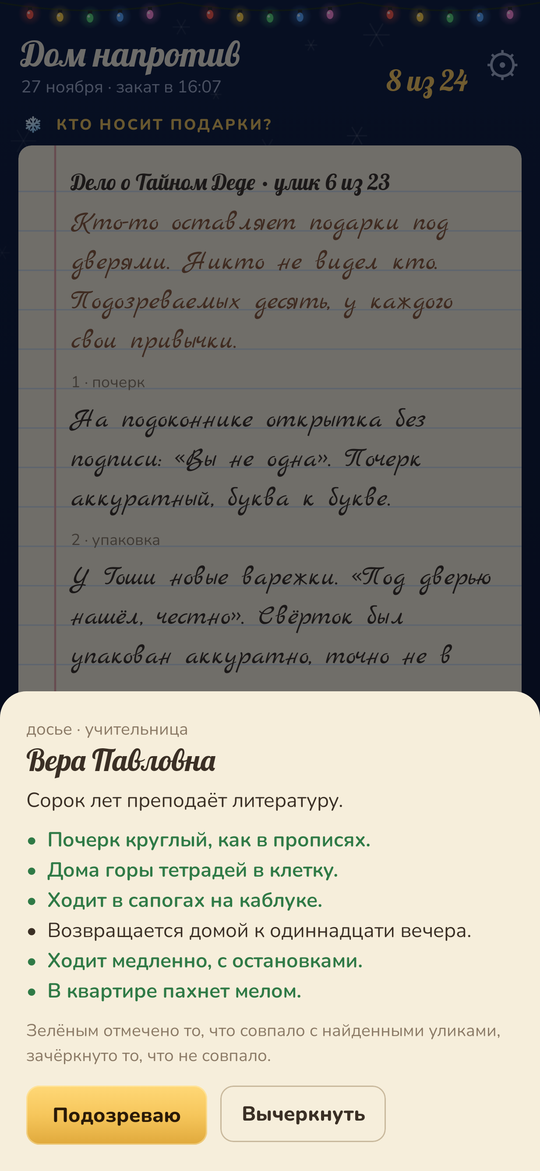 Дом напротив
27 ноября · закат в 16:07
8 из 24
КТО НОСИТ ПОДАРКИ?
Дело о Тайном Деде • улик 6 из 23
Кто-то оставляет подарки под
дверями. Никто не видел кто.
Подозреваемых десять, у каждого
свои привычки.
1 · почерк
На подоконнике открытка без
подписи: «Вы не одна». Почерк
аккуратный, буква к букве.
2 · упаковка
У Гоши новые варежки. «Под дверью
нашёл, честно». Свёрток был
упакован аккуратно, точно не в
досье · учительница
Вера Павловна
Сорок лет преподаёт литературу.
• Почерк круглый, как в прописях.
• Дома горы тетрадей в клетку.
• Ходит в сапогах на каблуке.
• Возвращается домой к одиннадцати вечера.
• Ходит медленно, с остановками.
• В квартире пахнет мелом.
Зелёным отмечено то, что совпало с найденными уликами,
зачёркнуто то, что не совпало.
Подозреваю
Вычеркнуть